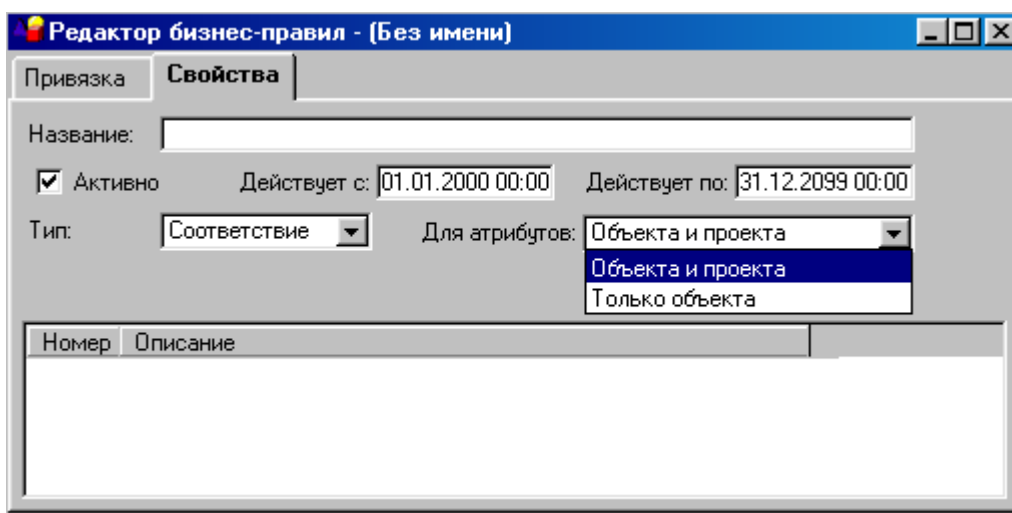 Редактор бизнес-правил - (Без имени)
Привязка Свойства
Название:
Активно Действует с: 01.01.2000 00:00 Действует по: 31.12.2099 00:00
Тип: Соответствие Для атрибутов: Объекта и проекта
Объекта и проекта
Только объекта
Номер Описание